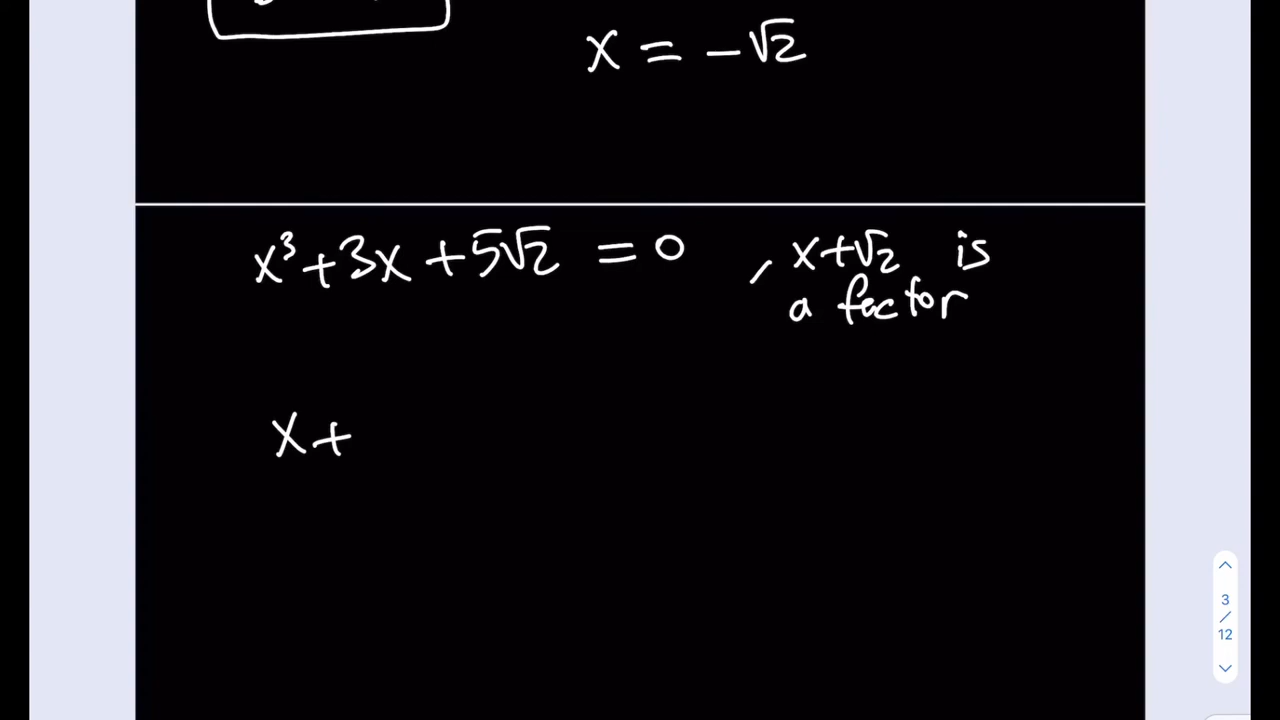 x = -√2
x³ + 3x + 5√2 = 0 , x+√2 is
a factor
x +
3
/
12